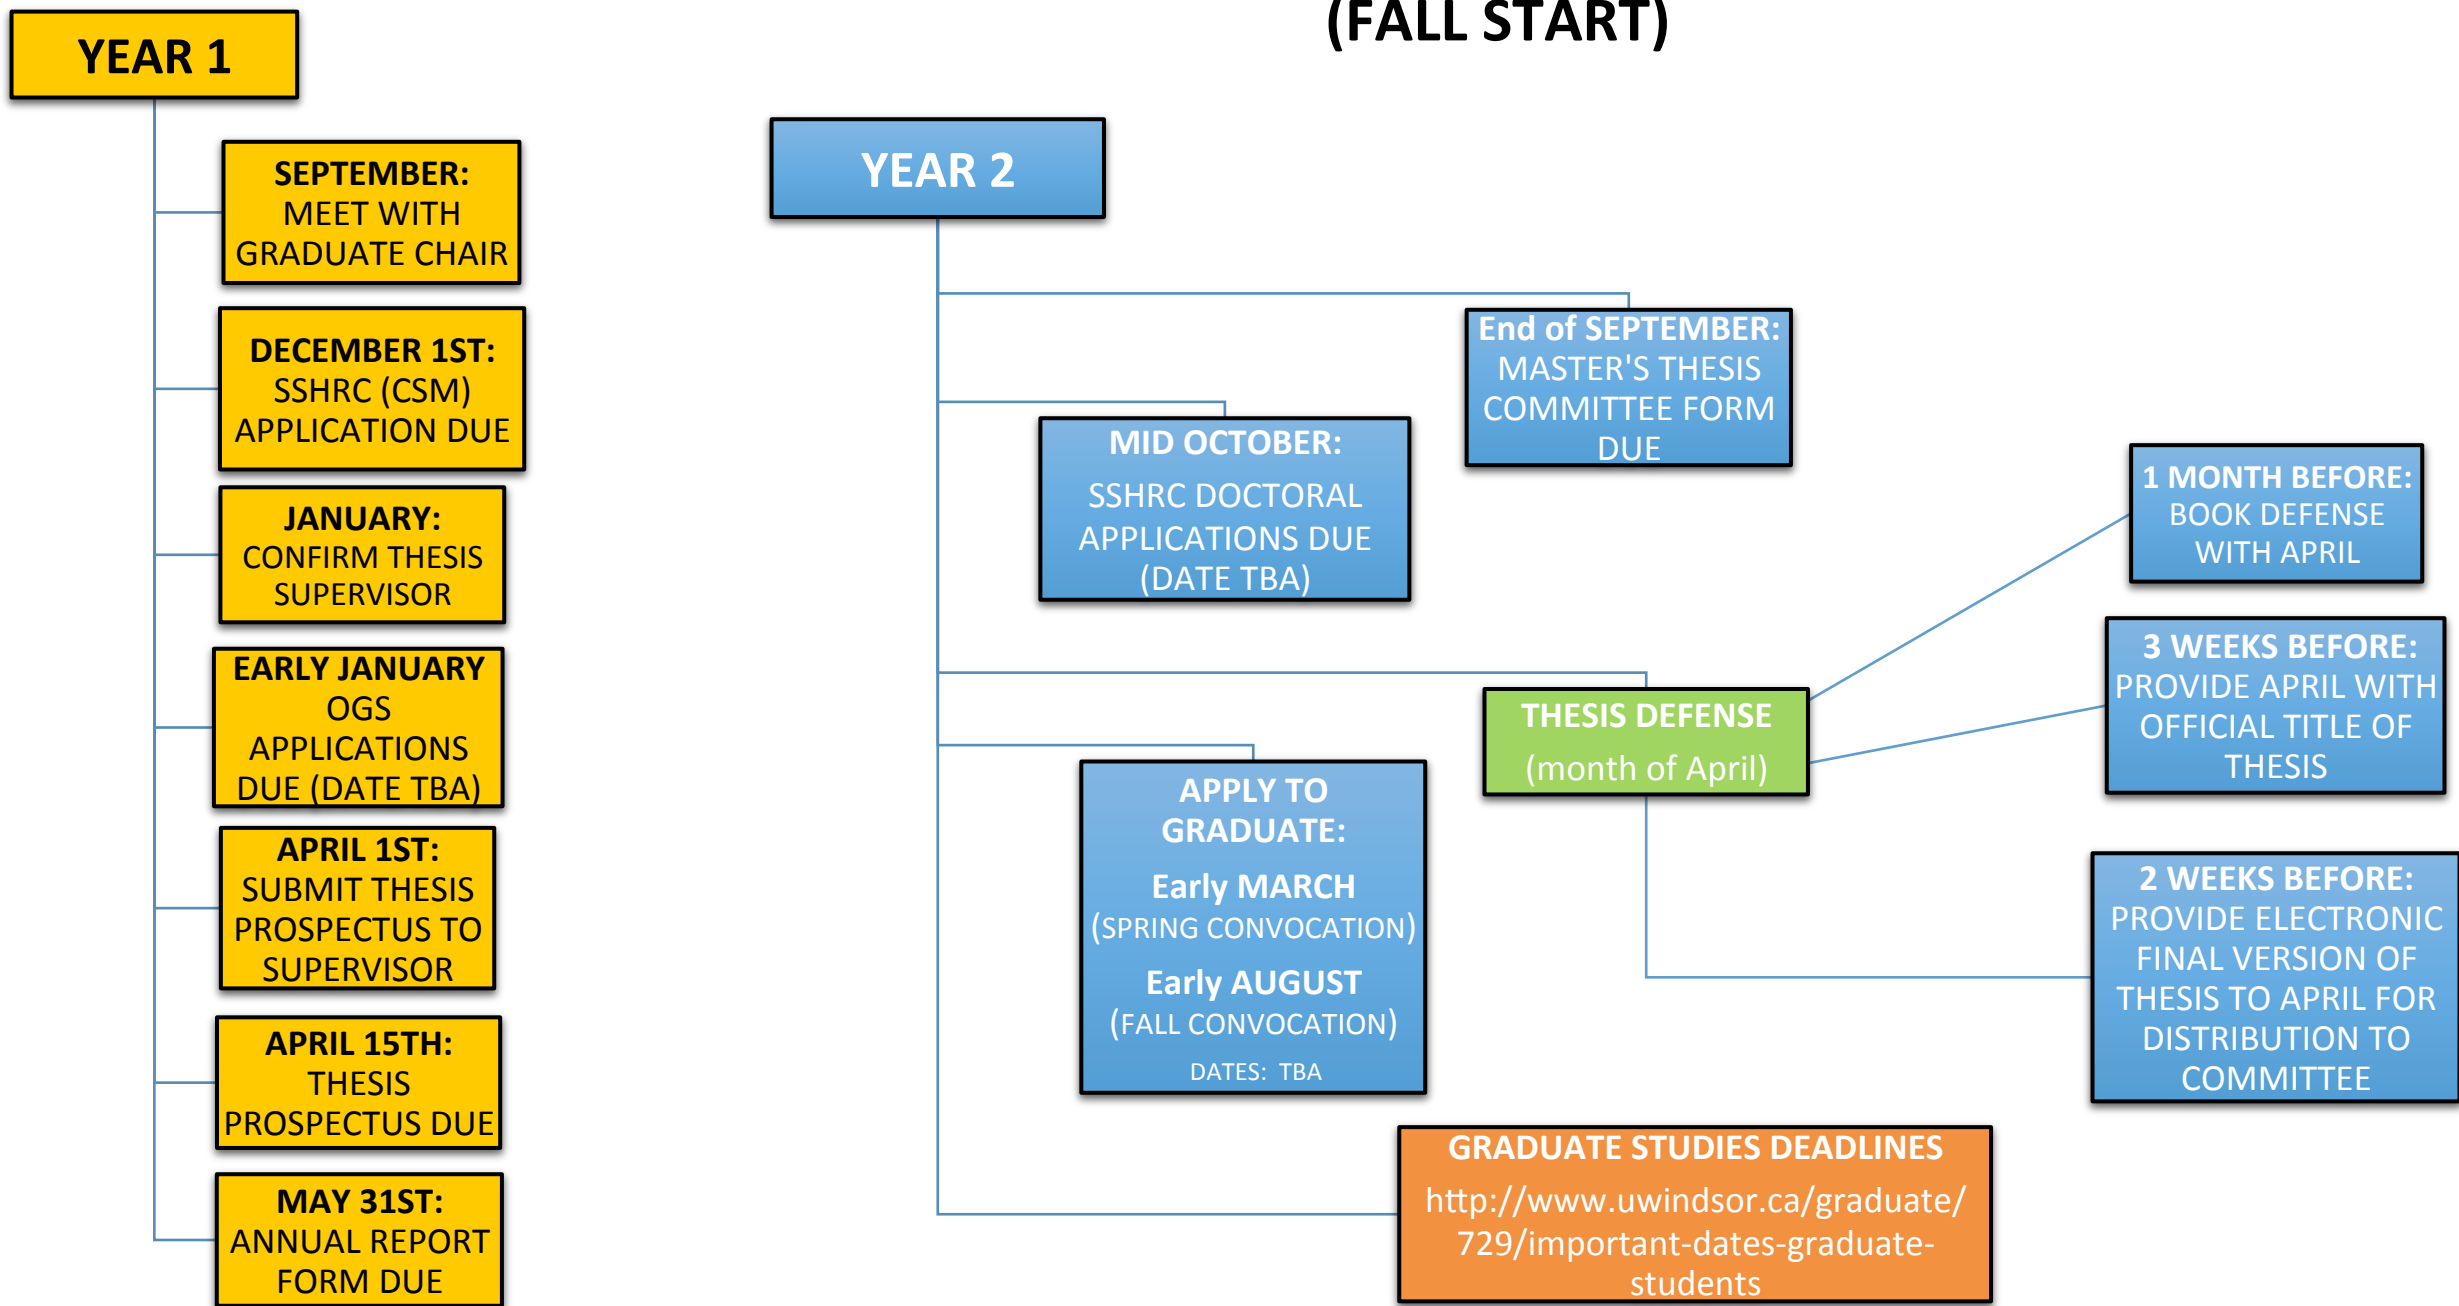 (FALL START)
YEAR 1
SEPTEMBER:
MEET WITH
GRADUATE CHAIR
DECEMBER 1ST:
SSHRC (CSM)
APPLICATION DUE
JANUARY:
CONFIRM THESIS
SUPERVISOR
EARLY JANUARY
OGS
APPLICATIONS
DUE (DATE TBA)
APRIL 1ST:
SUBMIT THESIS
PROSPECTUS TO
SUPERVISOR
APRIL 15TH:
THESIS
PROSPECTUS DUE
MAY 31ST:
ANNUAL REPORT
FORM DUE
YEAR 2
End of SEPTEMBER:
MASTER'S THESIS
COMMITTEE FORM
DUE
MID OCTOBER:
SSHRC DOCTORAL
APPLICATIONS DUE
(DATE TBA)
THESIS DEFENSE
(month of April)
1 MONTH BEFORE:
BOOK DEFENSE
WITH APRIL
3 WEEKS BEFORE:
PROVIDE APRIL WITH
OFFICIAL TITLE OF
THESIS
2 WEEKS BEFORE:
PROVIDE ELECTRONIC
FINAL VERSION OF
THESIS TO APRIL FOR
DISTRIBUTION TO
COMMITTEE
APPLY TO
GRADUATE:
Early MARCH
(SPRING CONVOCATION)
Early AUGUST
(FALL CONVOCATION)
DATES: TBA
GRADUATE STUDIES DEADLINES
http://www.uwindsor.ca/graduate/
729/important-dates-graduate-
students